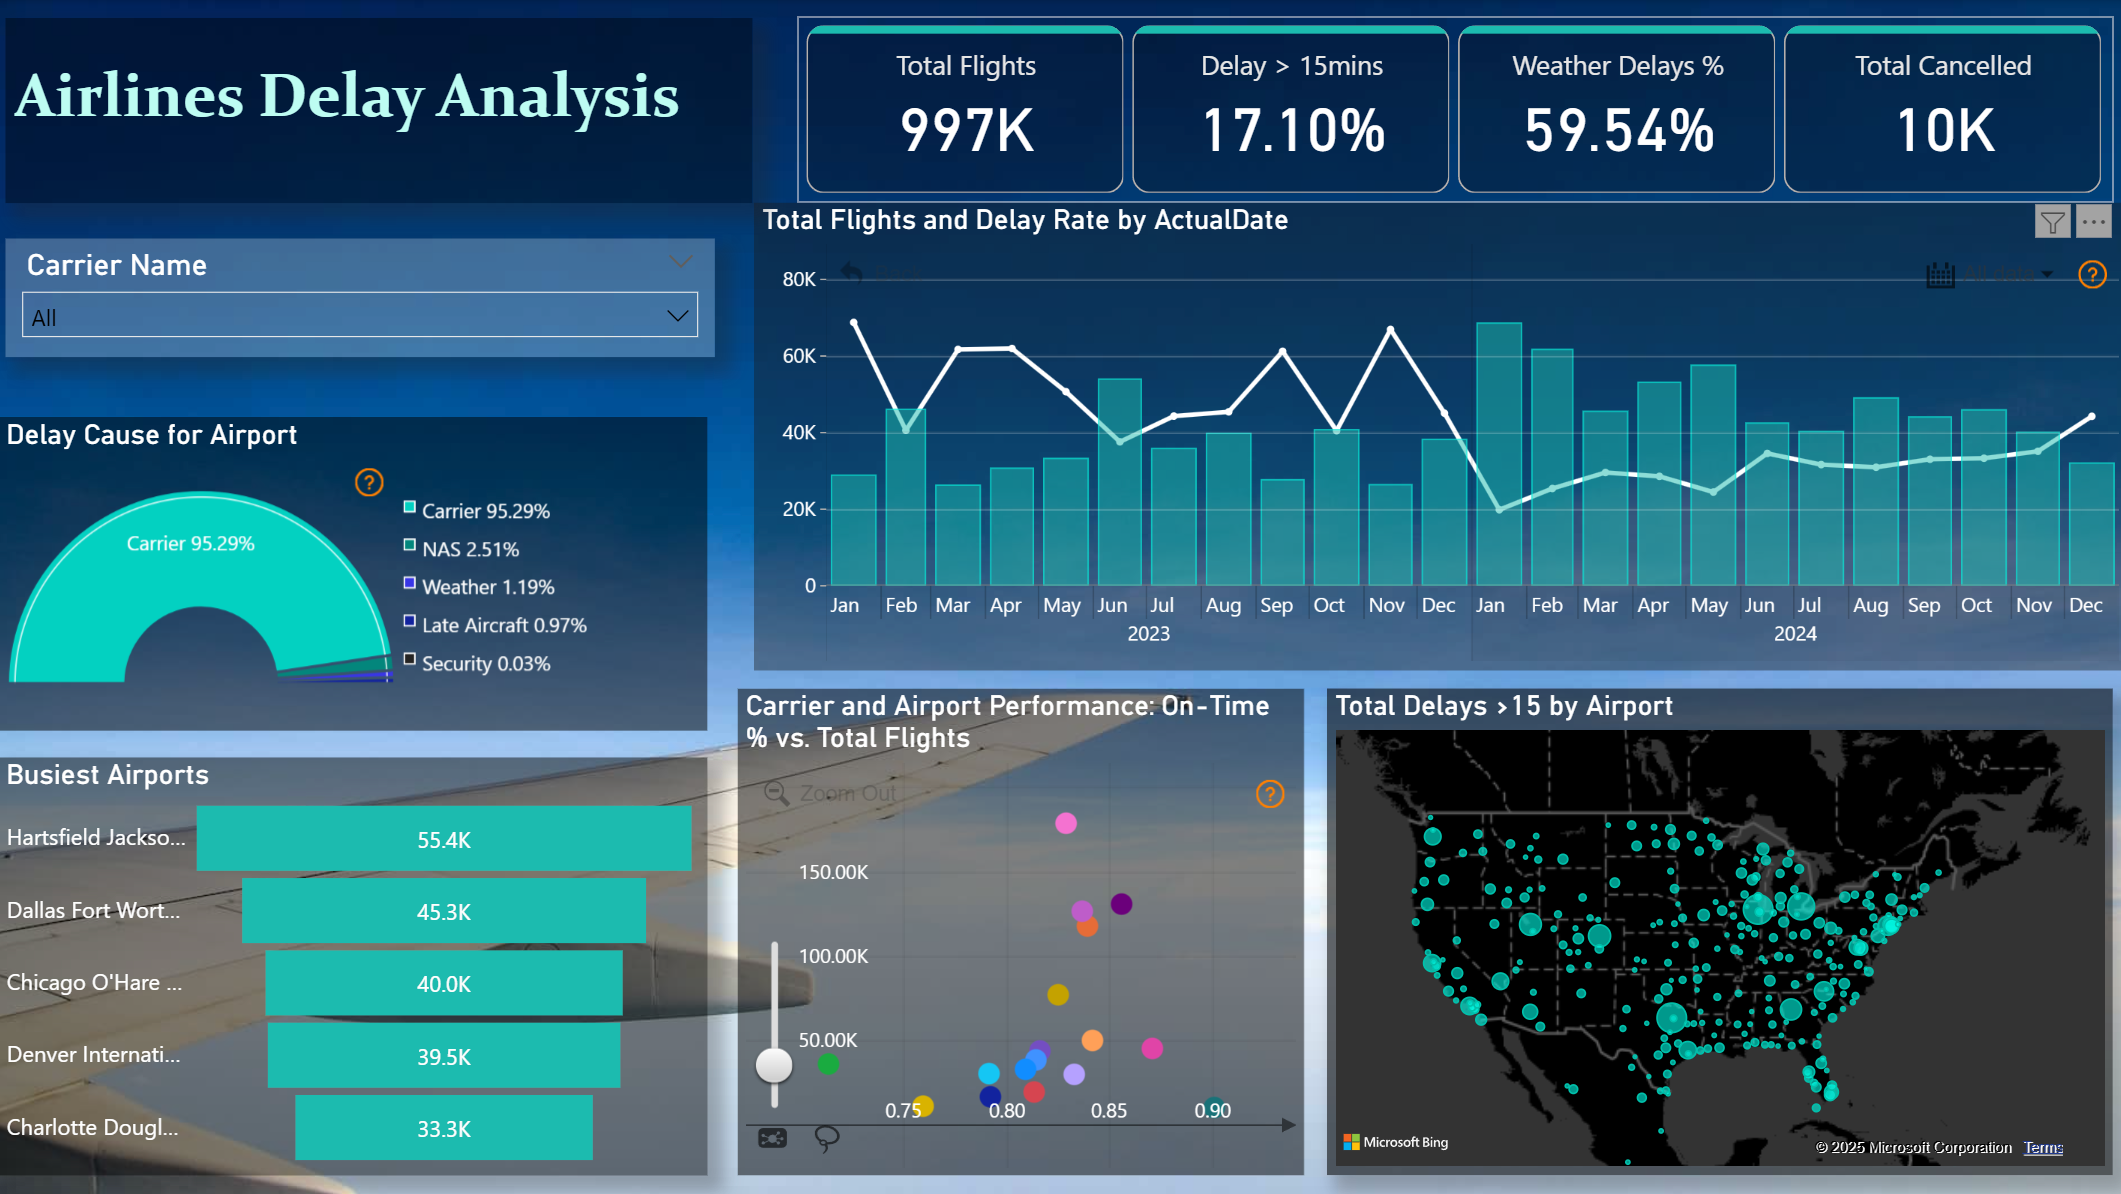 Airlines Delay Analysis
Total Flights
997K
Delay > 15mins
17.10%
Weather Delays %
59.54%
Total Cancelled
10K
Carrier Name
All
Total Flights and Delay Rate by ActualDate
80K
60K
40K
20K
0
Jan Feb Mar Apr May Jun Jul Aug Sep Oct Nov Dec Jan Feb Mar Apr May Jun Jul Aug Sep Oct Nov Dec
2023 2024
All data
?
Delay Cause for Airport
?
Carrier 95.29%
Carrier 95.29%
NAS 2.51%
Weather 1.19%
Late Aircraft 0.97%
Security 0.03%
Busiest Airports
Hartsfield Jackso... 55.4K
Dallas Fort Wort... 45.3K
Chicago O'Hare ... 40.0K
Denver Internati... 39.5K
Charlotte Dougl... 33.3K
Carrier and Airport Performance: On-Time
% vs. Total Flights
Zoom Out
?
150.00K
100.00K
50.00K
0.75 0.80 0.85 0.90
Total Delays >15 by Airport
Microsoft Bing
© 2025 Microsoft Corporation Terms